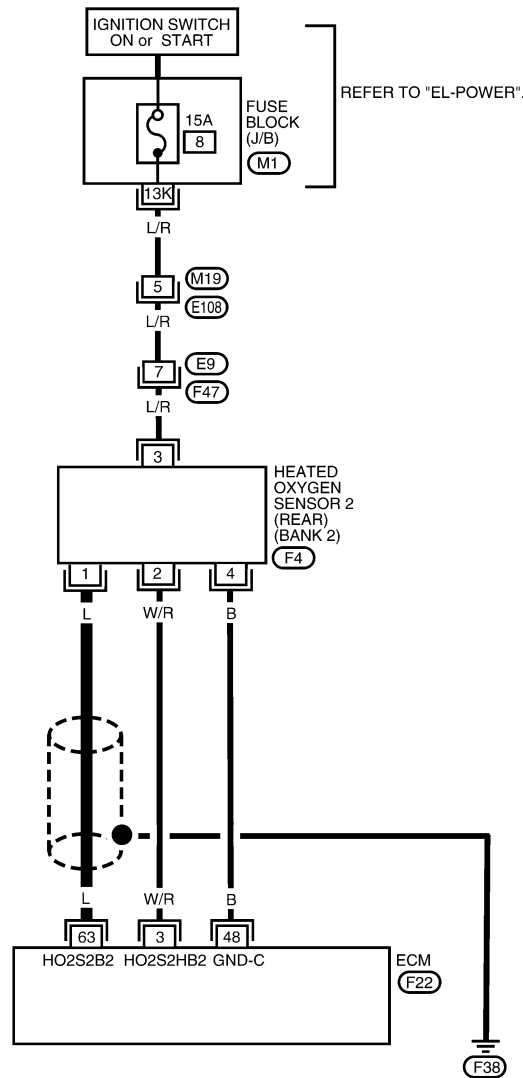 IGNITION SWITCH
ON or START
REFER TO "EL-POWER".
FUSE
BLOCK
(J/B)
M1
15A
8
13K
L/R
5
M19
E108
L/R
7
E9
F47
L/R
3
HEATED
OXYGEN
SENSOR 2
(REAR)
(BANK 2)
F4
1 2 4
L W/R B
L W/R B
63 3 48
HO2S2B2 HO2S2HB2 GND-C
ECM
F22
F38